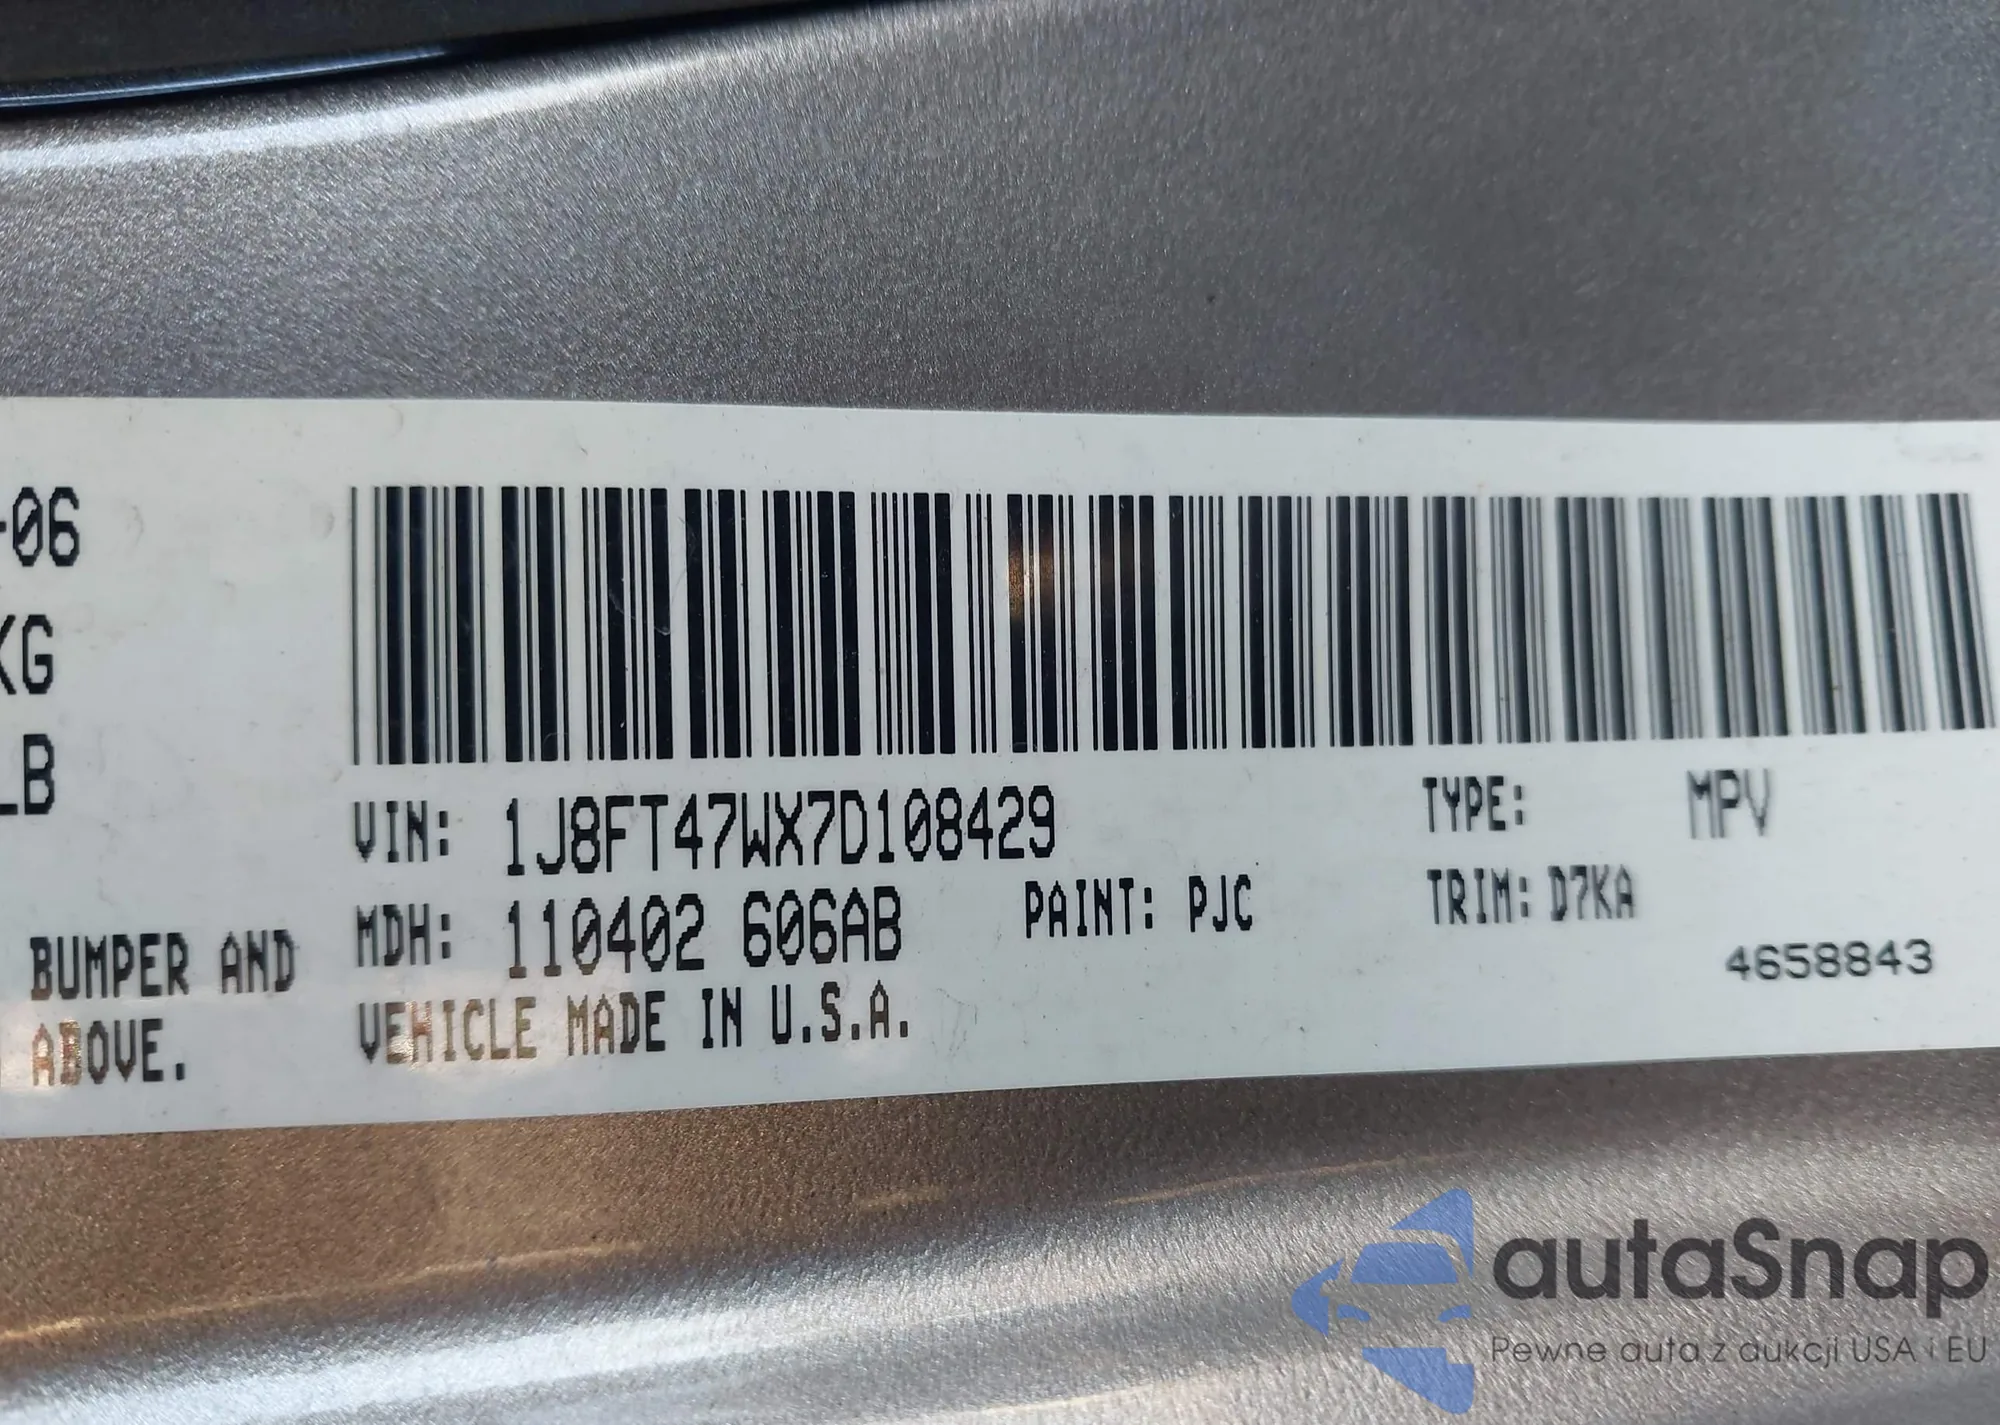 -06
KG
LB
VIN: 1J8FT47WX7D108429
TYPE: MPV
MDH: 110402 606AB
PAINT: PJC
TRIM: D7KA
4658843
BUMPER AND
ABOVE.
VEHICLE MADE IN U.S.A.
autaSnap
Pewne auta z aukcji USA i EU